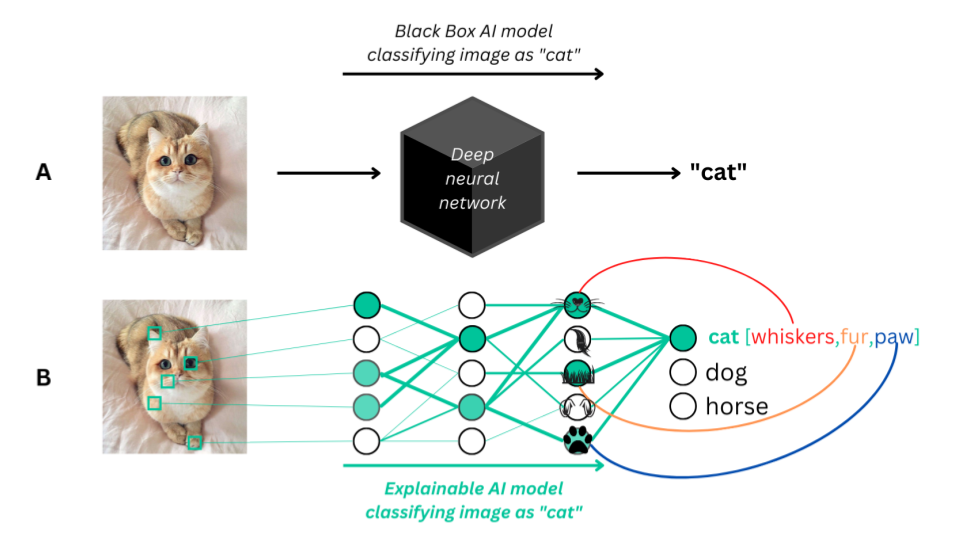 Black Box AI model
classifying image as "cat"
A
Deep
neural
network
"cat"
B
cat [whiskers,fur,paw]
dog
horse
Explainable AI model
classifying image as "cat"